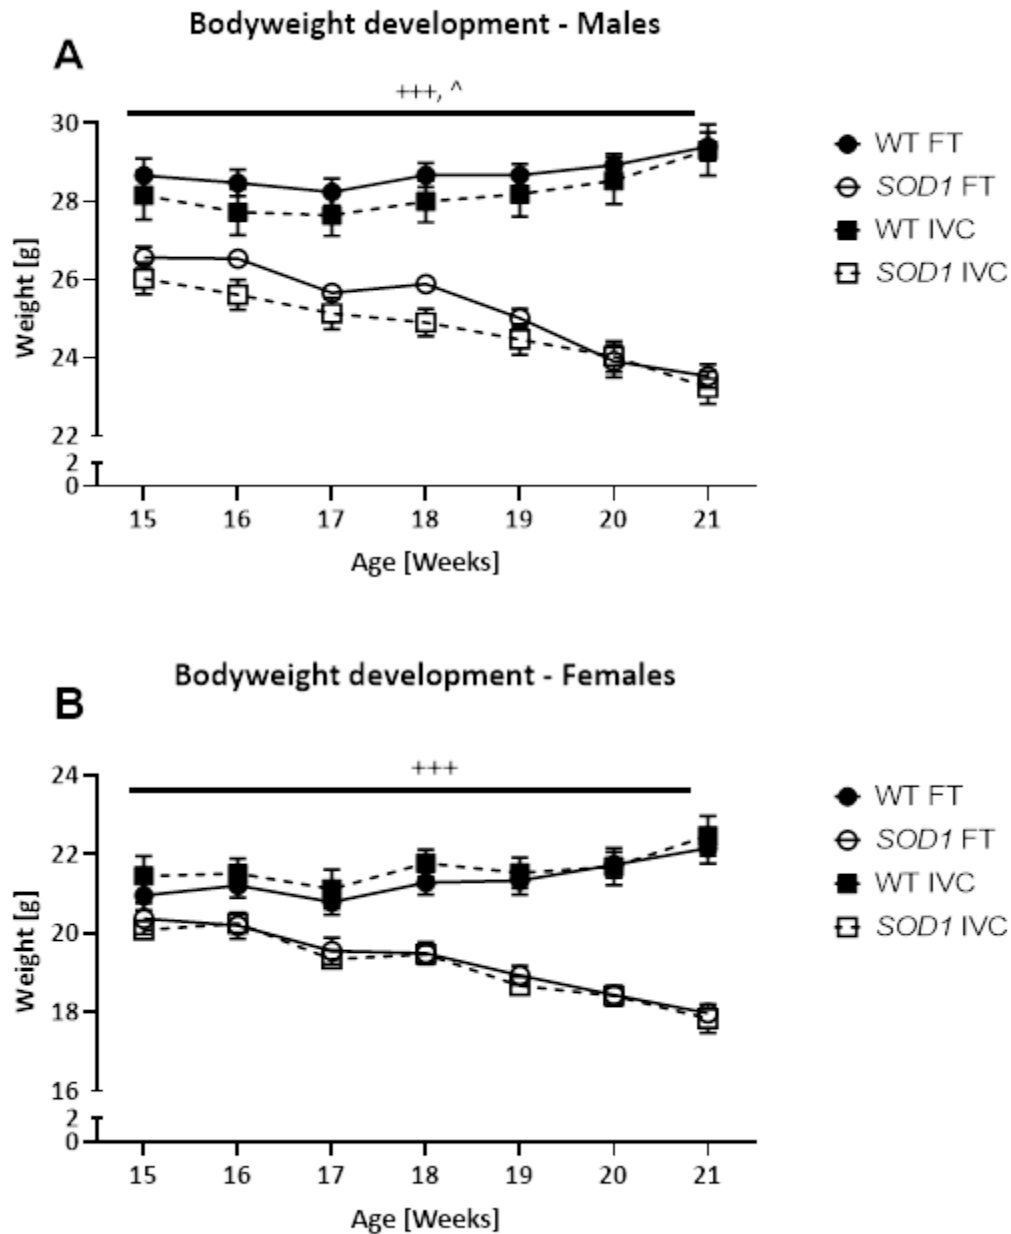 Bodyweight development - Males
A
+++, ^
30
28
26
24
22
2
0
Weight [g]
15 16 17 18 19 20 21
Age [Weeks]
WT FT
SOD1 FT
WT IVC
SOD1 IVC
Bodyweight development - Females
B
+++
24
22
20
18
16
2
0
Weight [g]
15 16 17 18 19 20 21
Age [Weeks]
WT FT
SOD1 FT
WT IVC
SOD1 IVC